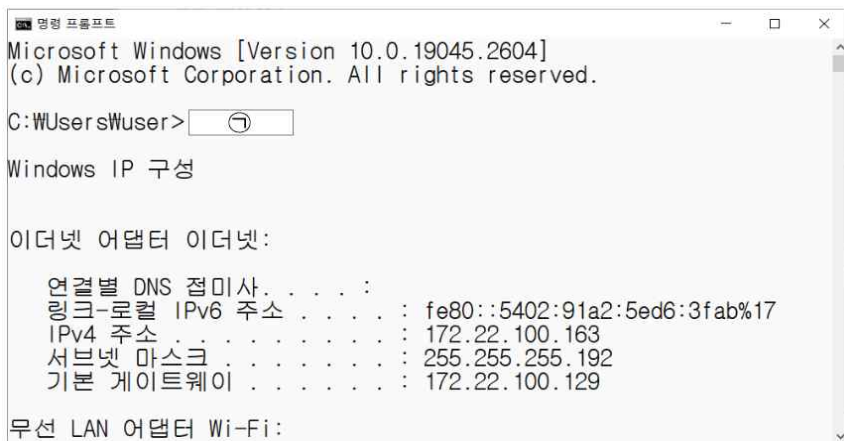 명령 프롬프트
Microsoft Windows [Version 10.0.19045.2604]
(c) Microsoft Corporation. All rights reserved.
C:₩Users₩user> ㉠
Windows IP 구성
이더넷 어댑터 이더넷:
연결별 DNS 접미사. . . . :
링크-로컬 IPv6 주소 . . . . : fe80::5402:91a2:5ed6:3fab%17
IPv4 주소 . . . . . . . . . : 172.22.100.163
서브넷 마스크 . . . . . . . : 255.255.255.192
기본 게이트웨이 . . . . . . : 172.22.100.129
무선 LAN 어댑터 Wi-Fi: